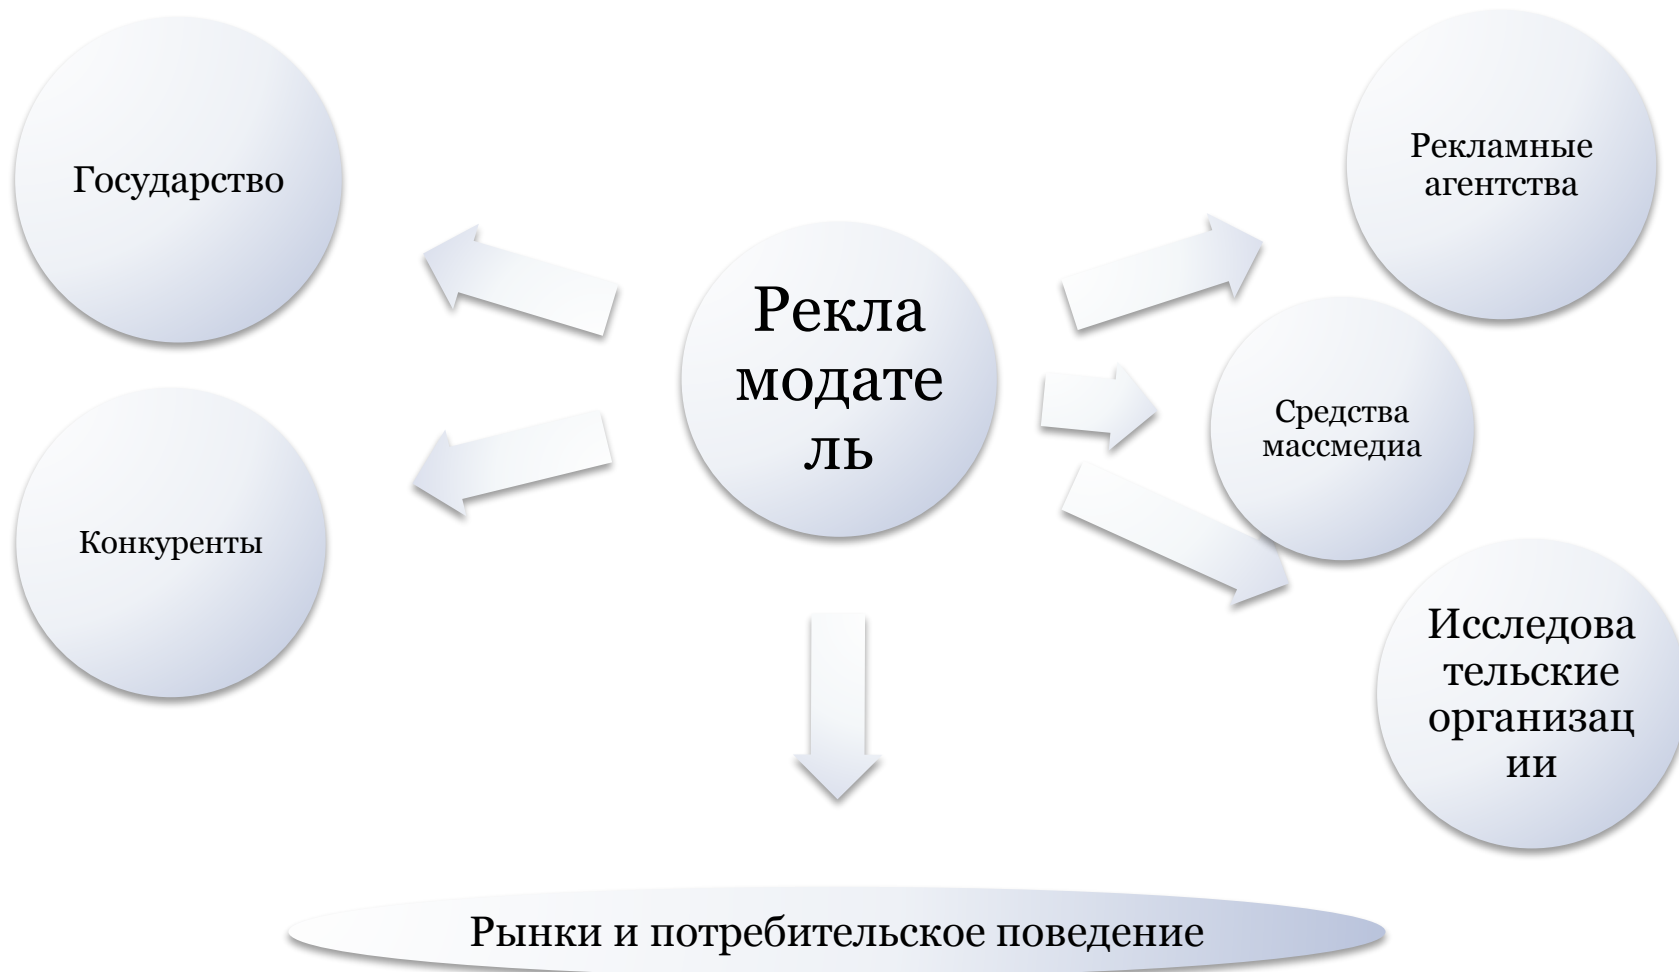 Государство
Рекламные
агентства
Рекла
модате
ль
Средства
массмедиа
Конкуренты
Исследова
тельские
организац
ии
Рынки и потребительское поведение